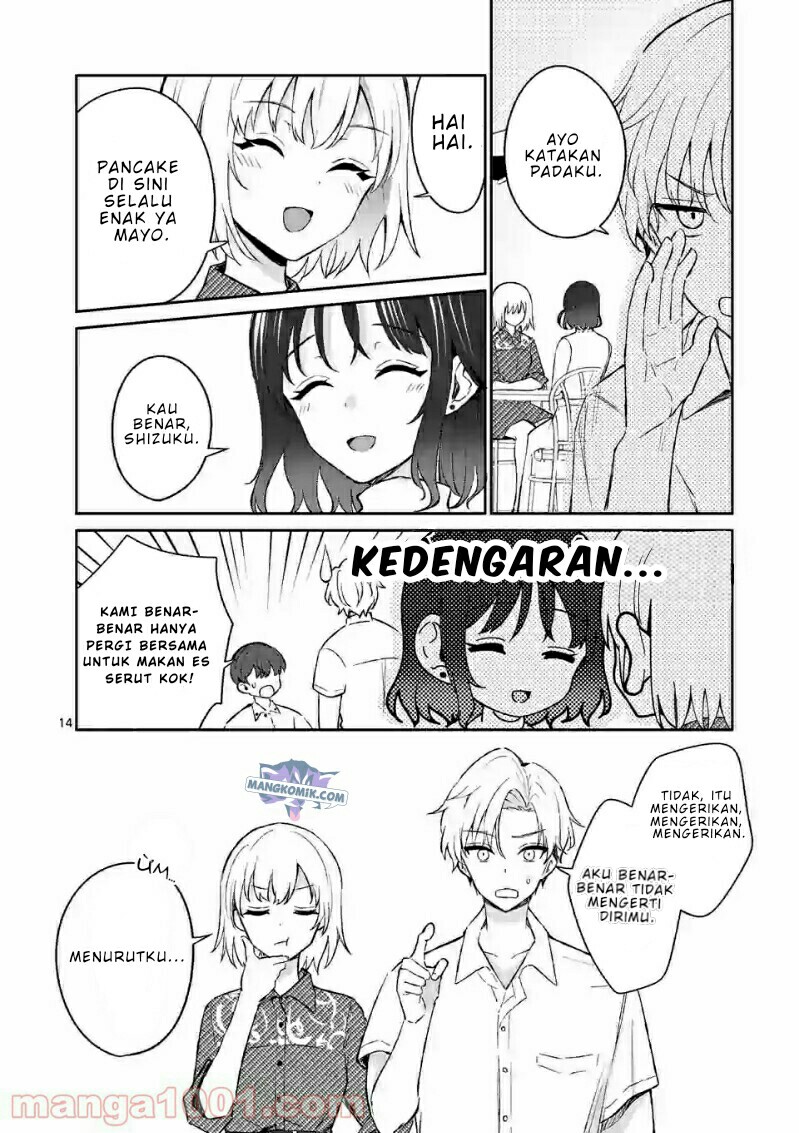 AYO
KATAKAN
PADAKU.
HAI
HAI.
PANCAKE
DI SINI
SELALU
ENAK YA
MAYO.
KAU
BENAR,
SHIZUKU.
KEDENGARAN...
KAMI BENAR-
BENAR HANYA
PERGI BERSAMA
UNTUK MAKAN ES
SERUT KOK!
14
MANGKOMIK.COM
TIDAK, ITU
MENGERIKAN,
MENGERIKAN,
MENGERIKAN.
AKU BENAR-
BENAR TIDAK
MENGERTI
DIRIMU.
ÙM...
MENURUTKU...
manga1001.com